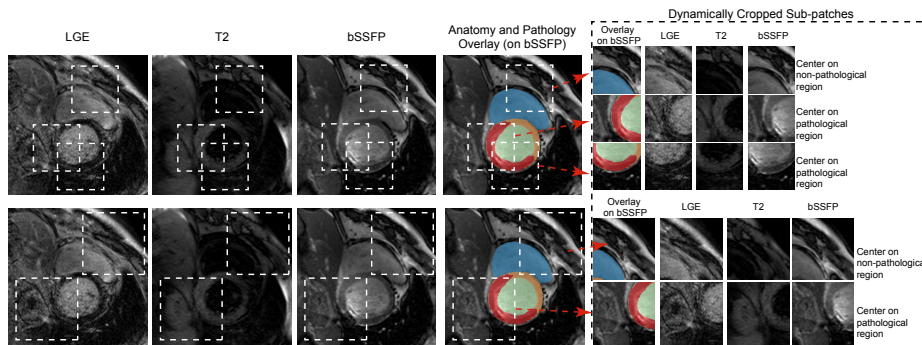 Dynamically Cropped Sub-patches
LGE
T2
bSSFP
Anatomy and Pathology
Overlay (on bSSFP)
Overlay
on bSSFP
LGE
T2
bSSFP
Center on
non-pathological
region
Center on
pathological
region
Center on
pathological
region
Overlay
on bSSFP
LGE
T2
bSSFP
Center on
non-pathological
region
Center on
pathological
region